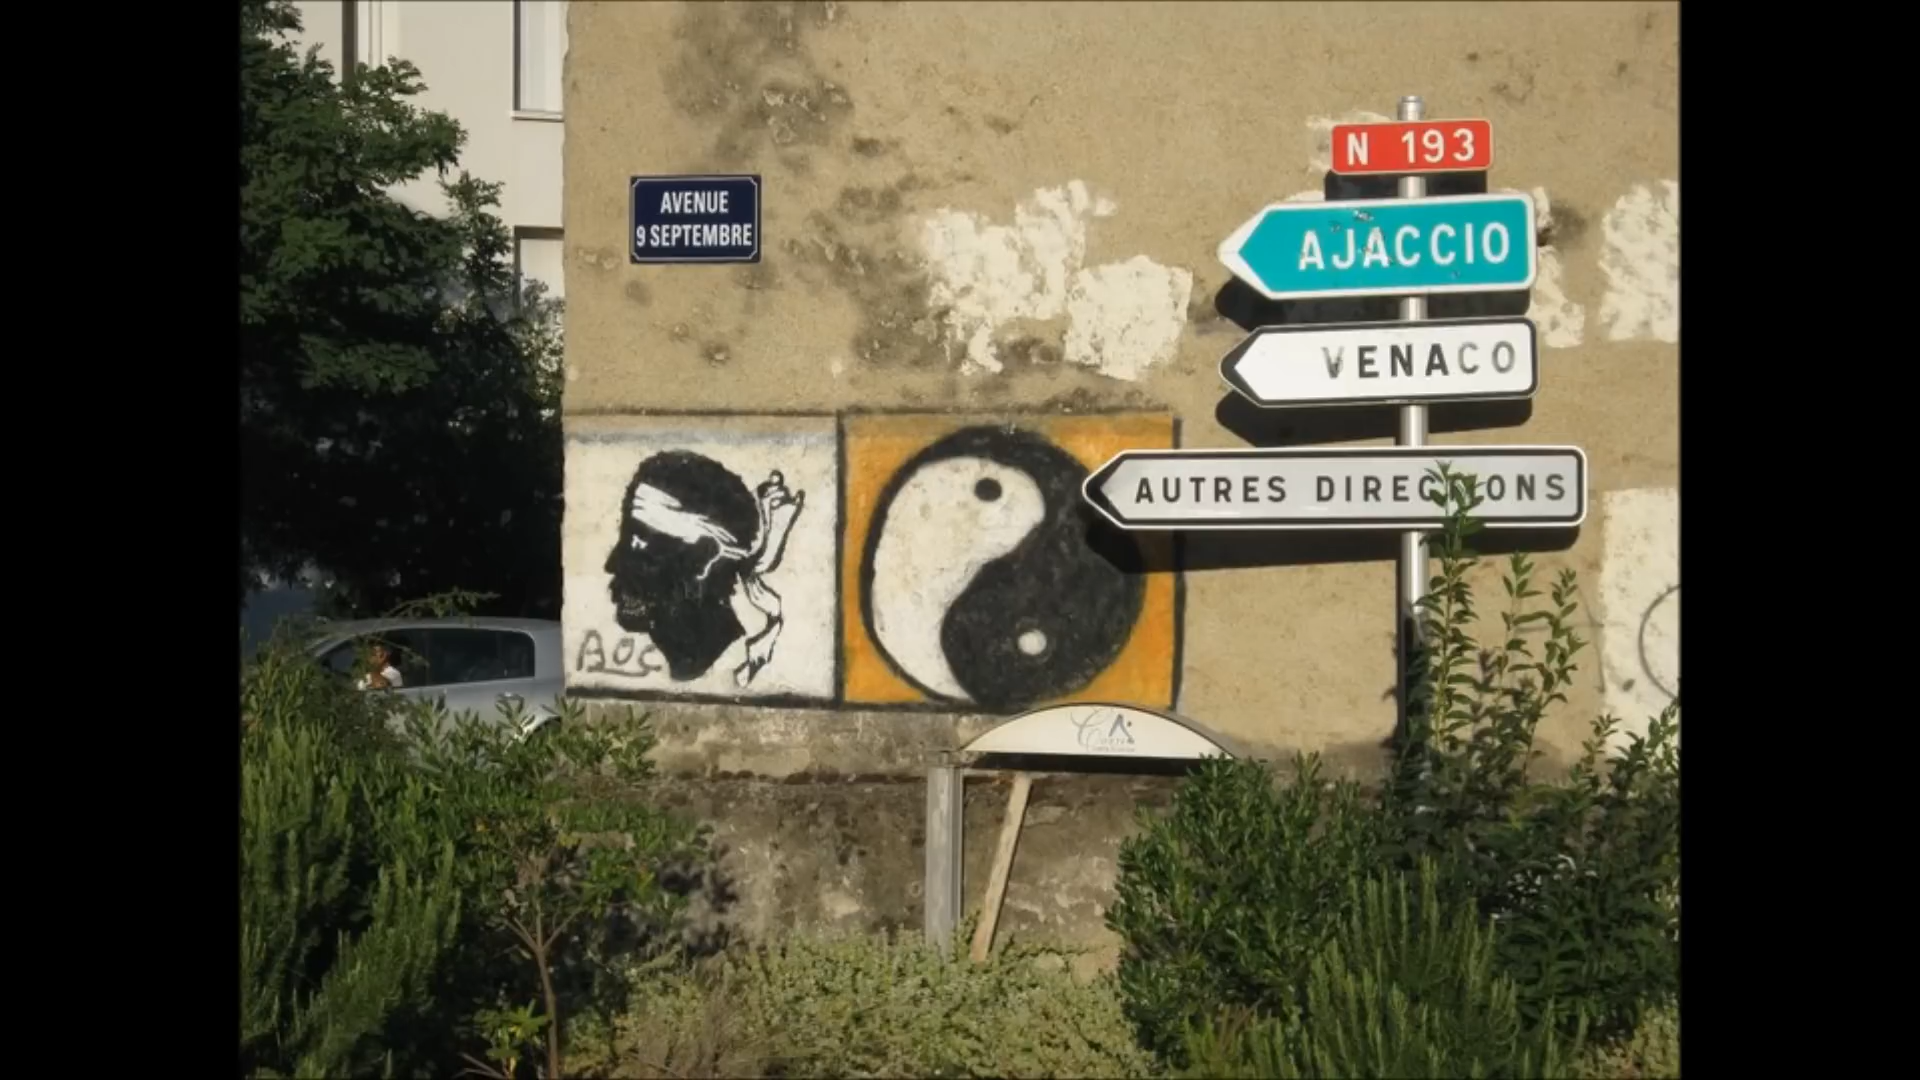 AVENUE
9 SEPTEMBRE
N 193
AJACCIO
VENACO
AUTRES DIRECTIONS
AOC